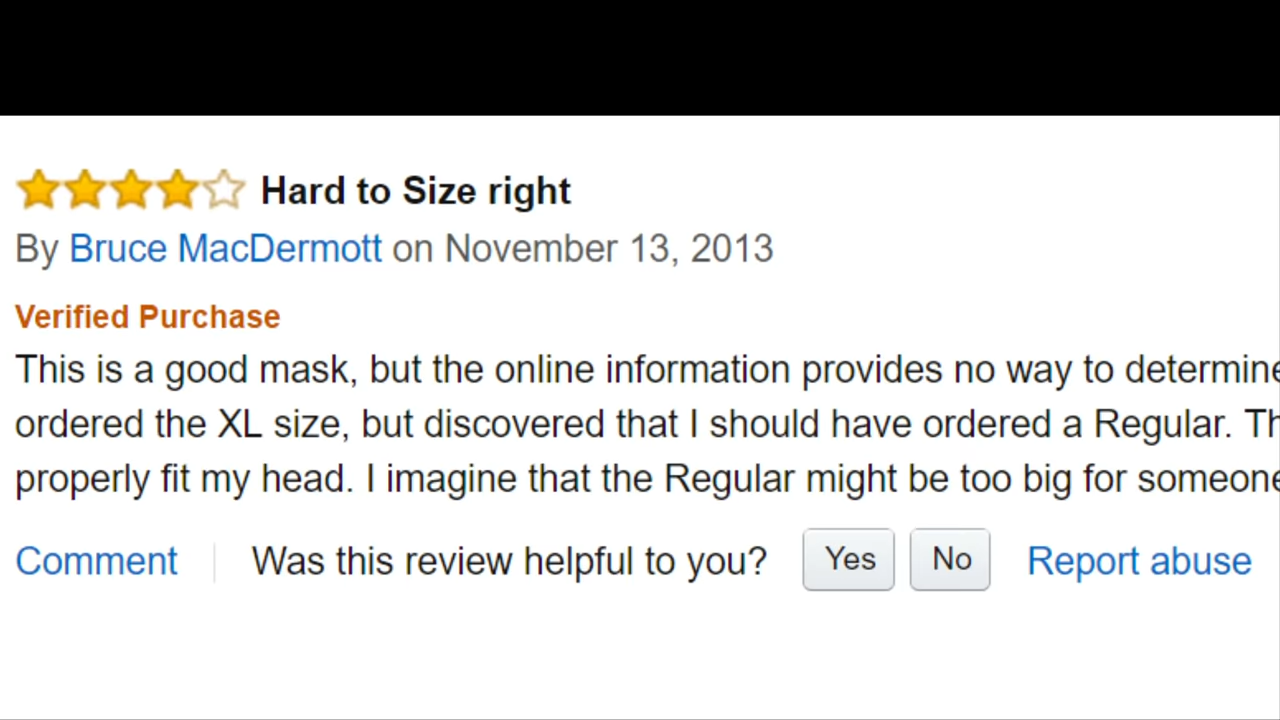 Hard to Size right
By Bruce MacDermott on November 13, 2013
Verified Purchase
This is a good mask, but the online information provides no way to determine
ordered the XL size, but discovered that I should have ordered a Regular.
properly fit my head. I imagine that the Regular might be too big for someone
Comment Was this review helpful to you? Yes No Report abuse